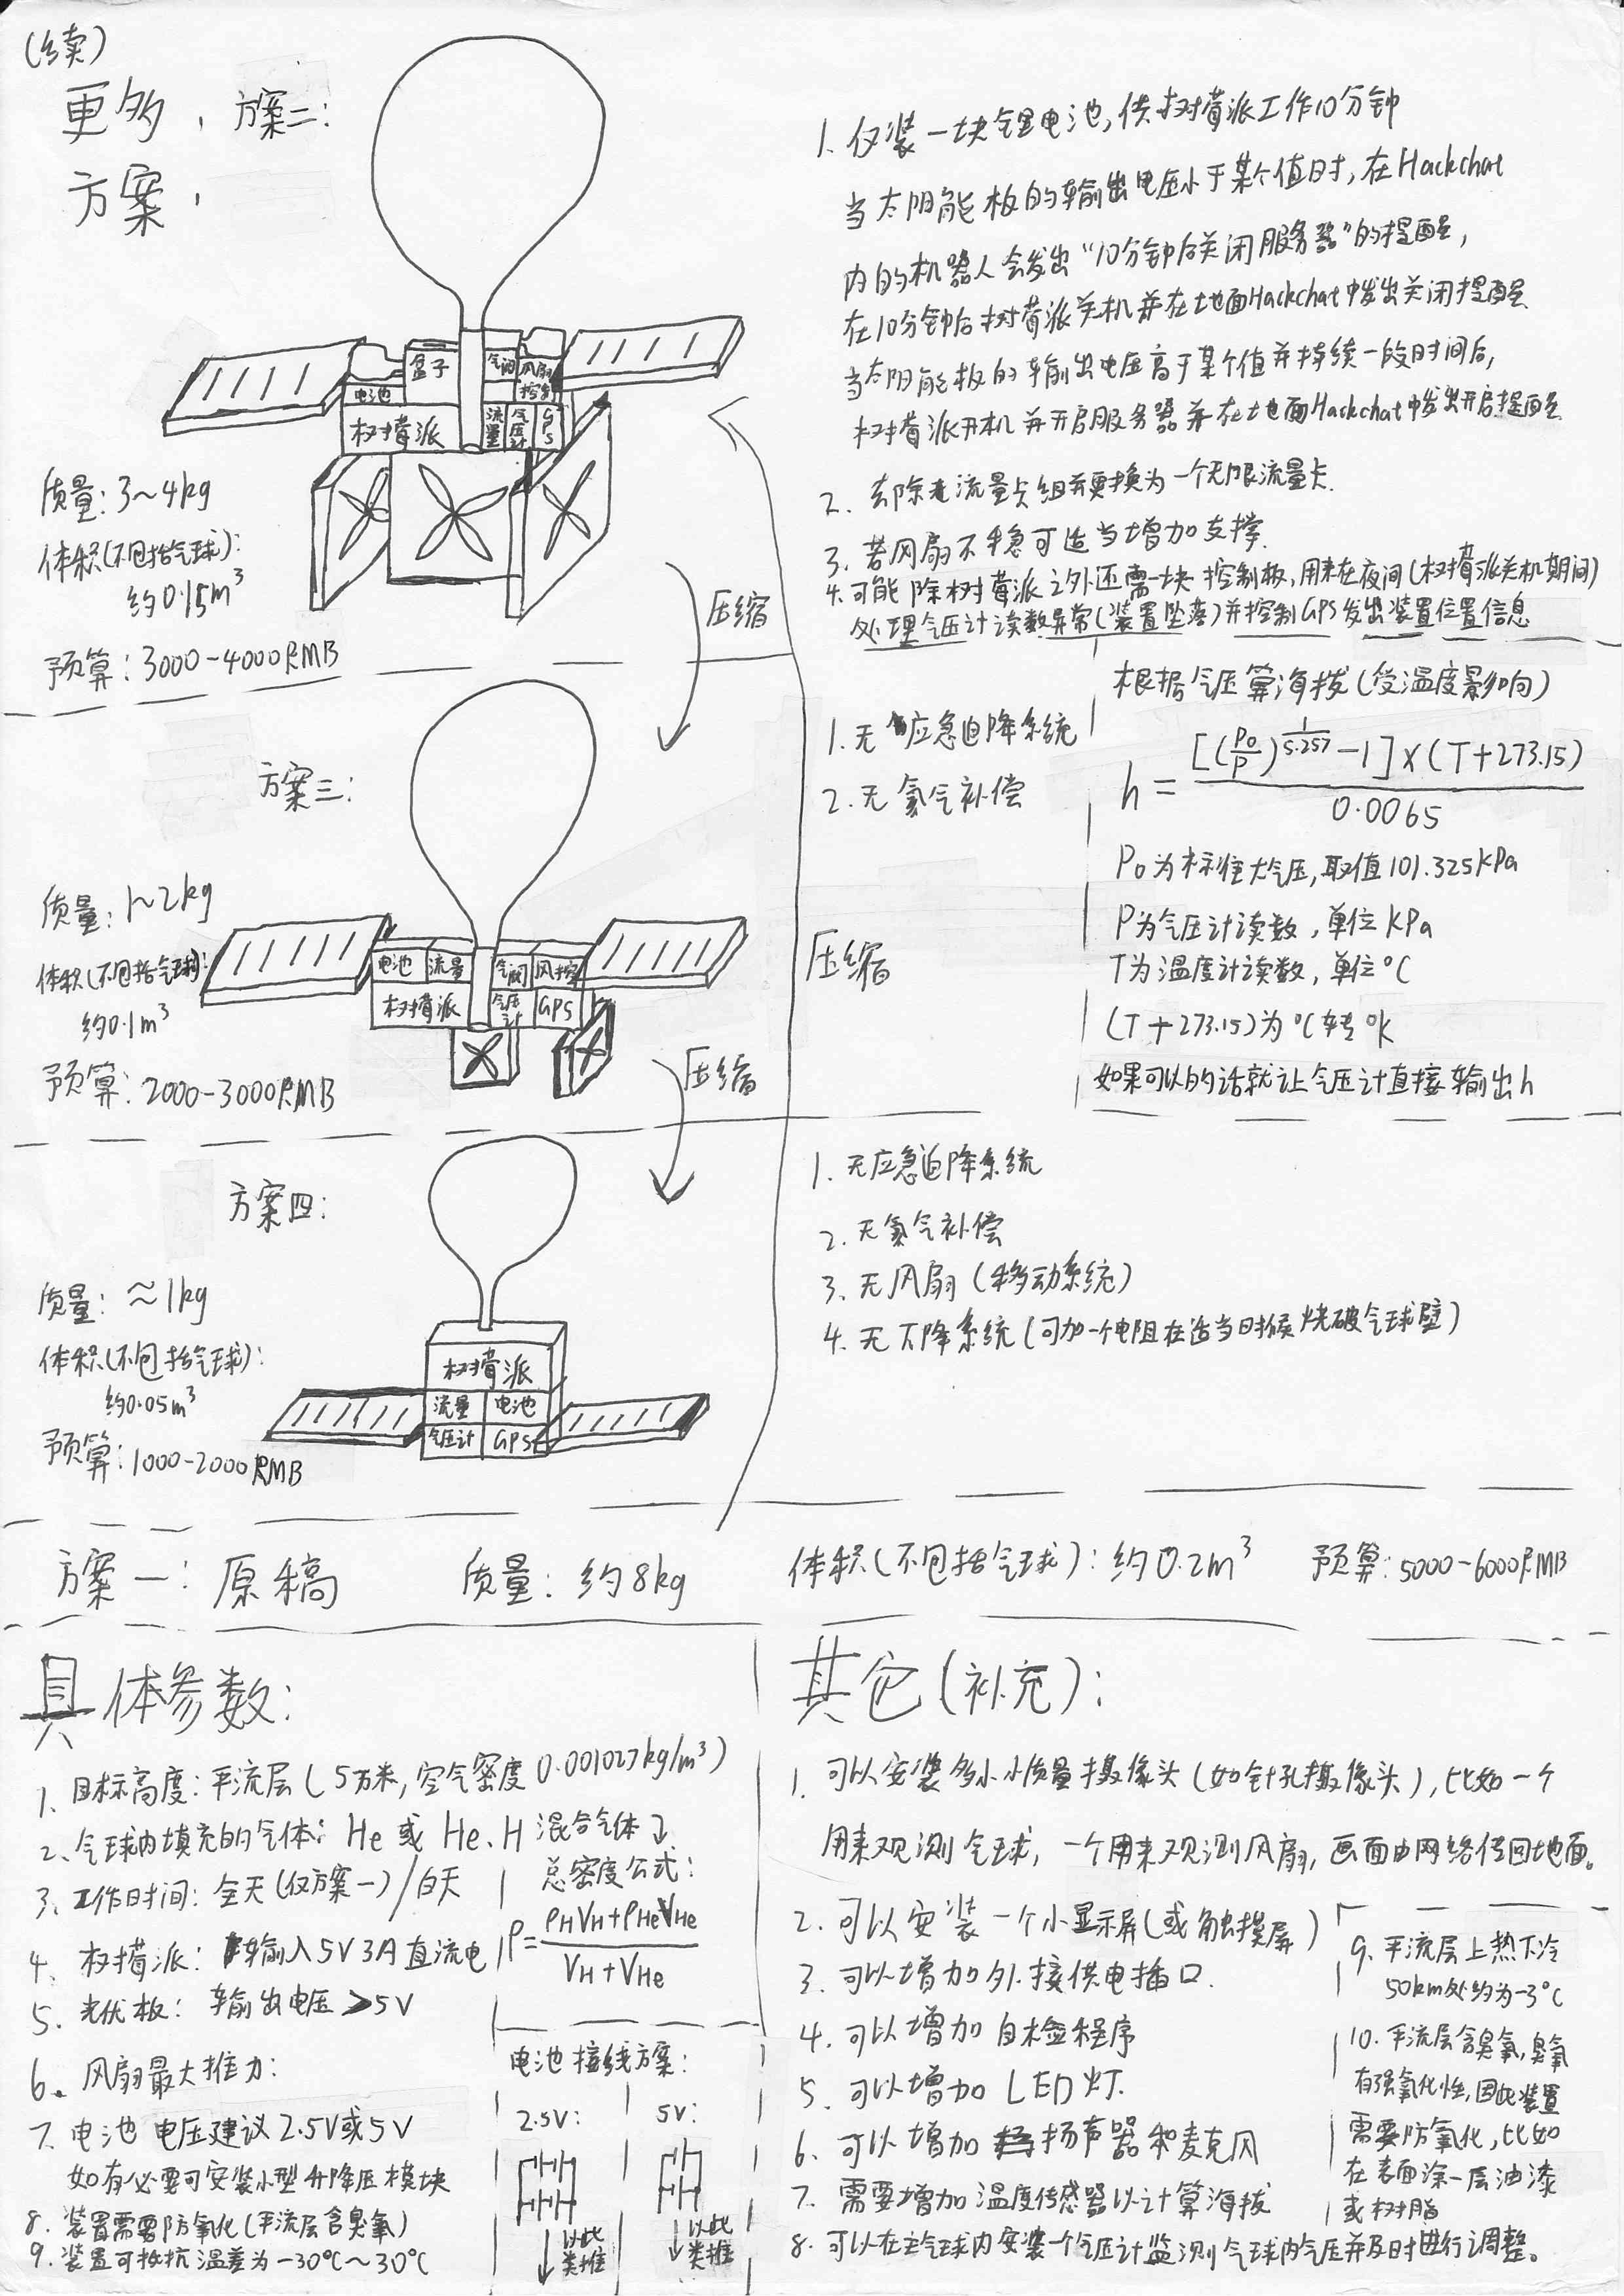 (续)
更多
方案
方案二:
盒子
气阀
风扇
控制
电池
树莓派
流量
气压计
GPS
质量: 3~4kg
体积(不包括气球):
约0.15m³
预算: 3000-4000RMB
1. 仅装一块锂电池, 供树莓派工作10分钟
当太阳能板的输出电压小于某个值时, 在Hackchat
内的机器人会发出“10分钟后关闭服务器”的提醒,
在10分钟后树莓派关机并在地面Hackchat中发出关闭提醒
当太阳能板的输出电压高于某个值并持续一段时间后,
树莓派开机并开启服务器并在地面Hackchat中发出开启提醒
2. 去除流量卡组并更换为一个无限流量卡.
3. 若风扇不稳可适当增加支撑.
4. 可能除树莓派之外还需一块控制板, 用来在夜间(树莓派关机期间)
处理气压计读数异常(装置坠落)并控制GPS发出装置位置信息
压缩
方案三:
质量: 1~2kg
体积(不包括气球):
约0.1m³
预算: 2000-3000RMB
电池
流量
气阀
风控
树莓派
气压计
GPS
1. 无应急迫降系统
2. 无氦气补偿
压缩
根据气压算海拔(受温度影响)
h = [(P₀/P)^(1/5.257) - 1] × (T+273.15) / 0.0065
P₀为标准大气压, 取值101.325kPa
P为气压计读数, 单位kPa
T为温度计读数, 单位℃
(T+273.15)为℃转°K
如果可以的话就让气压计直接输出h
压缩
方案四:
质量: ≈1kg
体积(不包括气球):
约0.05m³
预算: 1000-2000RMB
树莓派
流量
电池
气压计
GPS
1. 无应急迫降系统
2. 无氦气补偿
3. 无风扇(移动系统)
4. 无下降系统(可加一个电阻在适当时候烧破气球壁)
方案一: 原稿 质量: 约8kg 体积(不包括气球): 约0.2m³ 预算: 5000-6000RMB
具体参数:
1. 目标高度: 平流层(5万米, 空气密度0.001027kg/m³)
2. 气球内填充的气体: He或He、H混合气体
3. 工作时间: 全天(仅方案一)/白天
4. 树莓派: 输入5V3A直流电
5. 光伏板: 输出电压≥5V
6. 风扇最大推力:
7. 电池电压建议2.5V或5V
如有必要可安装小型升降压模块
8. 装置需要防氧化(平流层含臭氧)
9. 装置可抵抗温差为-30℃~30℃
总密度公式:
ρ = (ρH VH + ρHe VHe) / (VH + VHe)
电池接线方案:
2.5V:
5V:
以此
类推
以此
类推
其它(补充):
1. 可以安装多个小质量摄像头(如针孔摄像头), 比如一个
用来观测气球, 一个用来观测风扇, 画面由网络传回地面。
2. 可以安装一个小显示屏(或触摸屏)
3. 可以增加外接供电插口.
4. 可以增加自检程序
5. 可以增加LED灯.
6. 可以增加扬声器和麦克风
7. 需要增加温度传感器以计算海拔
8. 可以在主气球内安装一个气压计监测气球内气压并及时进行调整。
9. 平流层上热下冷
50km处约为-3℃
10. 平流层含臭氧, 臭氧
有强氧化性, 因此装置
需要防氧化, 比如
在表面涂一层油漆
或树脂